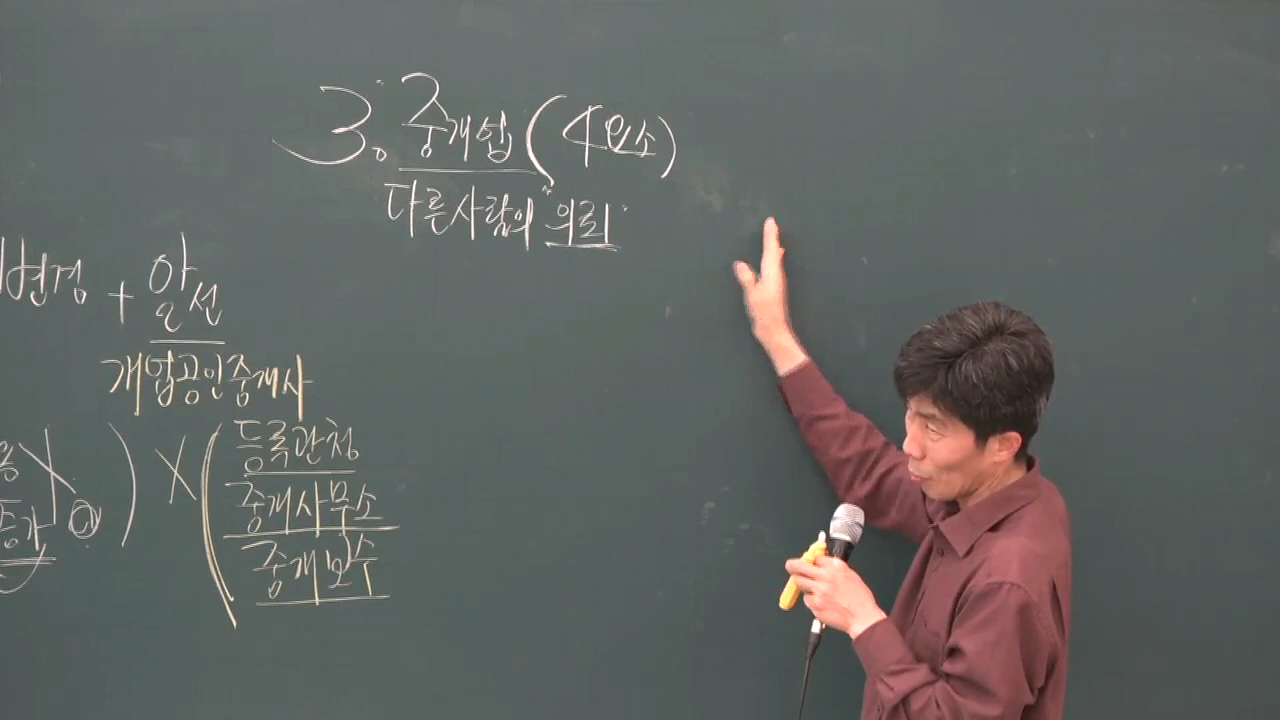 3. 중개업 (4요소)
다른사람의 "의뢰"
변경 + 알선
개업공인중개사
등록관청
중개사무소
중개보수